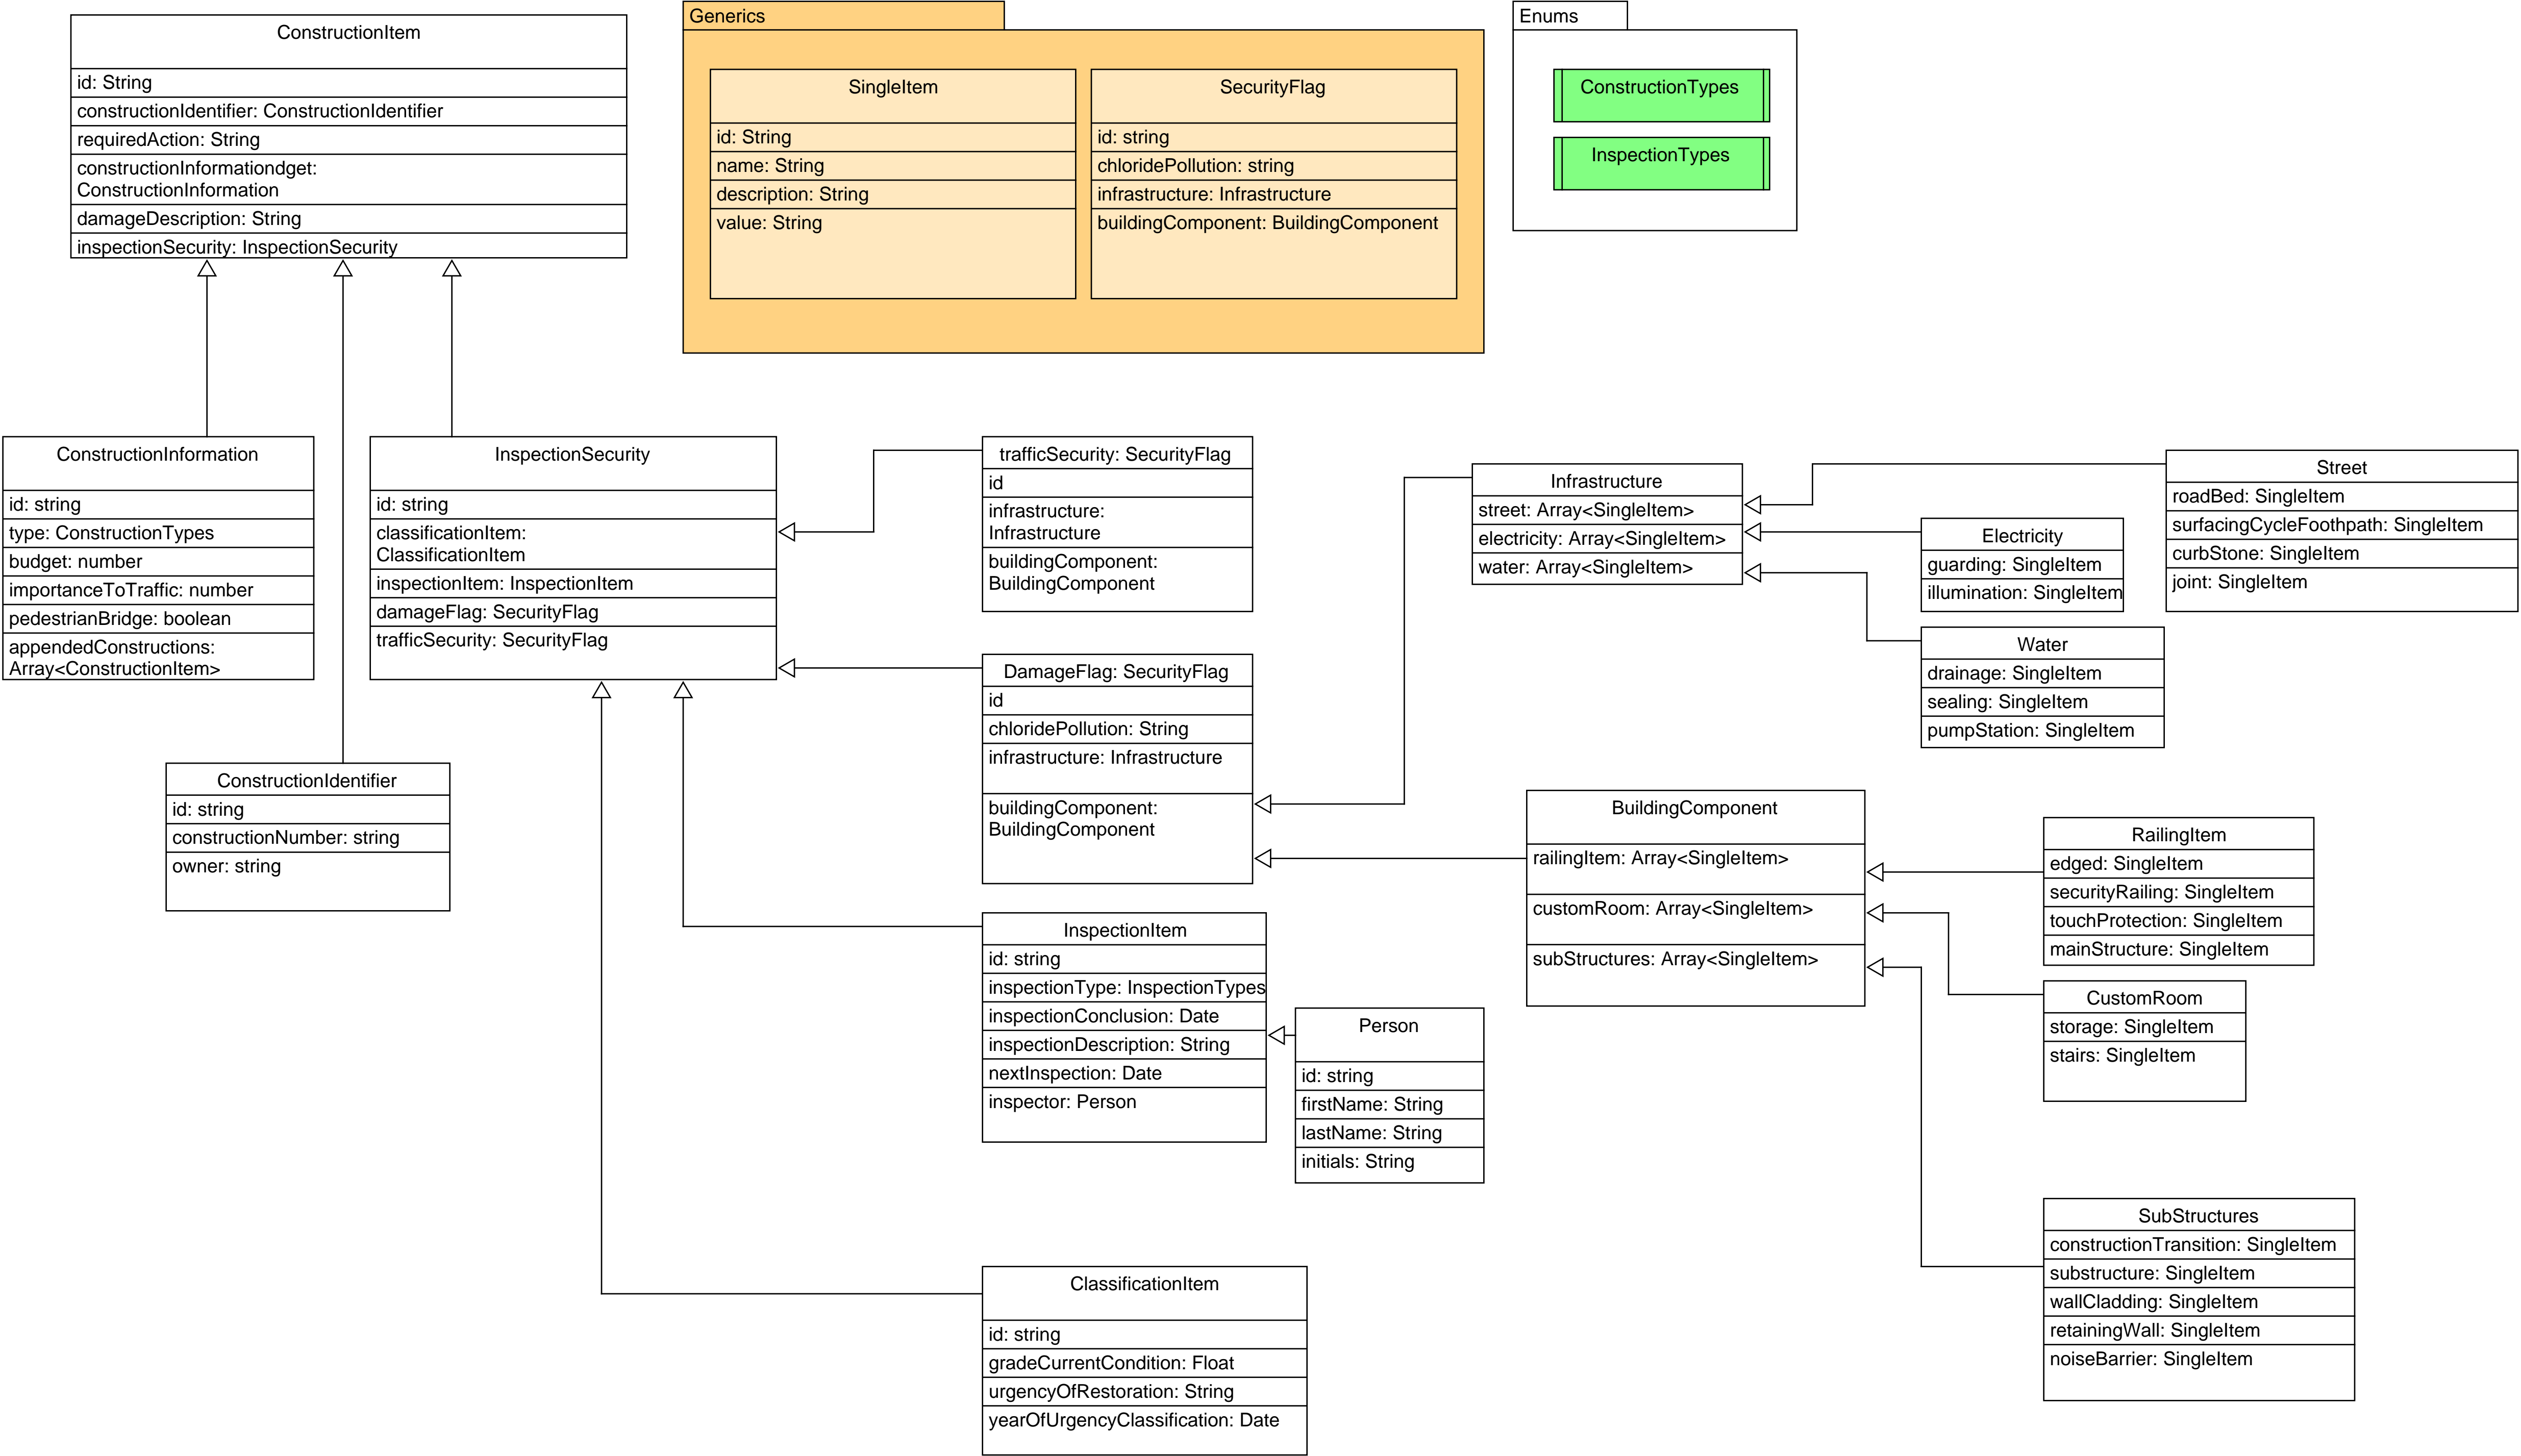 ConstructionItem
id: String
constructionIdentifier: ConstructionIdentifier
requiredAction: String
constructionInformationdget:
ConstructionInformation
damageDescription: String
inspectionSecurity: InspectionSecurity
Generics
SingleItem
id: String
name: String
description: String
value: String
SecurityFlag
id: string
chloridePollution: string
infrastructure: Infrastructure
buildingComponent: BuildingComponent
Enums
ConstructionTypes
InspectionTypes
ConstructionInformation
id: string
type: ConstructionTypes
budget: number
importanceToTraffic: number
pedestrianBridge: boolean
appendedConstructions:
Array<ConstructionItem>
InspectionSecurity
id: string
classificationItem:
ClassificationItem
inspectionItem: InspectionItem
damageFlag: SecurityFlag
trafficSecurity: SecurityFlag
trafficSecurity: SecurityFlag
id
infrastructure:
Infrastructure
buildingComponent:
BuildingComponent
Infrastructure
street: Array<SingleItem>
electricity: Array<SingleItem>
water: Array<SingleItem>
Street
roadBed: SingleItem
surfacingCycleFoothpath: SingleItem
curbStone: SingleItem
joint: SingleItem
Electricity
guarding: SingleItem
illumination: SingleItem
Water
drainage: SingleItem
sealing: SingleItem
pumpStation: SingleItem
DamageFlag: SecurityFlag
id
chloridePollution: String
infrastructure: Infrastructure
buildingComponent:
BuildingComponent
ConstructionIdentifier
id: string
constructionNumber: string
owner: string
BuildingComponent
railingItem: Array<SingleItem>
customRoom: Array<SingleItem>
subStructures: Array<SingleItem>
RailingItem
edged: SingleItem
securityRailing: SingleItem
touchProtection: SingleItem
mainStructure: SingleItem
InspectionItem
id: string
inspectionType: InspectionTypes
inspectionConclusion: Date
inspectionDescription: String
nextInspection: Date
inspector: Person
Person
id: string
firstName: String
lastName: String
initials: String
CustomRoom
storage: SingleItem
stairs: SingleItem
SubStructures
constructionTransition: SingleItem
substructure: SingleItem
wallCladding: SingleItem
retainingWall: SingleItem
noiseBarrier: SingleItem
ClassificationItem
id: string
gradeCurrentCondition: Float
urgencyOfRestoration: String
yearOfUrgencyClassification: Date